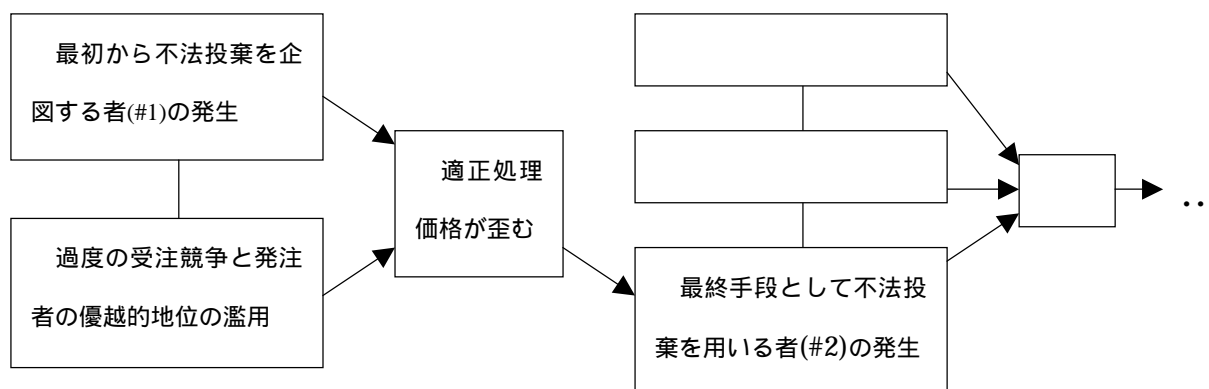 最初から不法投棄を企
図する者(#1)の発生
過度の受注競争と発注
者の優越的地位の濫用
適正処理
価格が歪む
最終手段として不法投
棄を用いる者(#2)の発生
‥